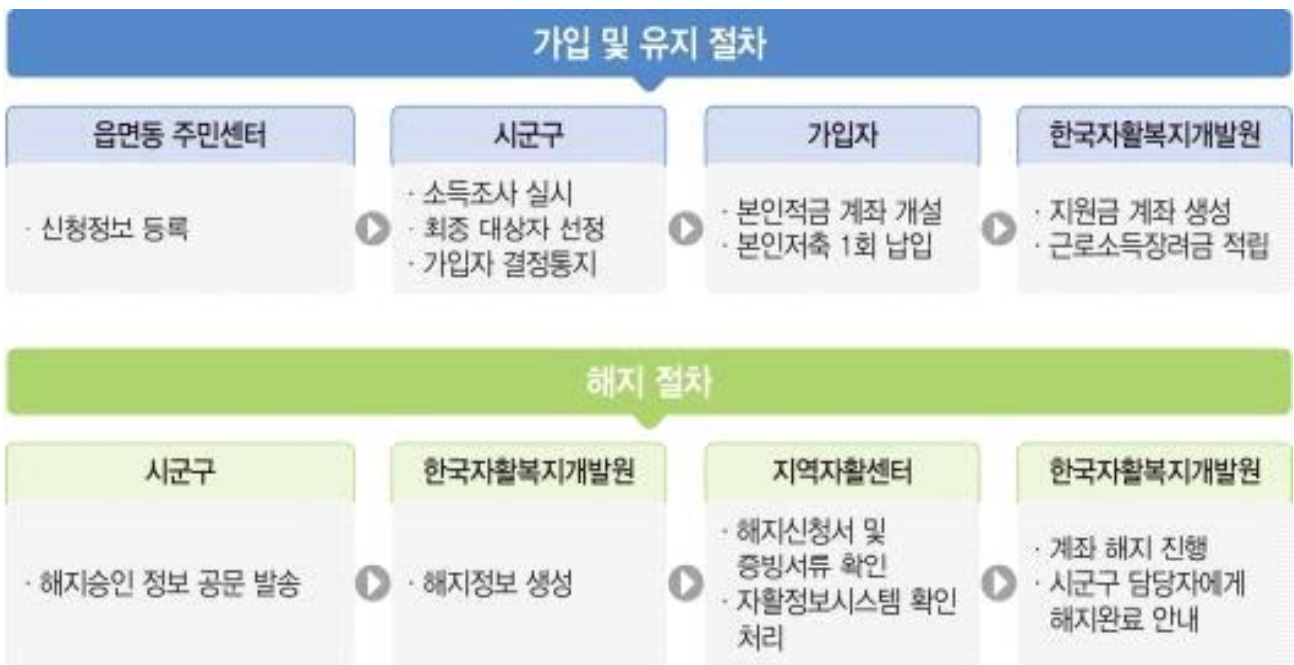 가입 및 유지 절차
읍면동 주민센터
· 신청정보 등록
시군구
· 소득조사 실시
· 최종 대상자 선정
· 가입자 결정통지
가입자
· 본인적금 계좌 개설
· 본인저축 1회 납입
한국자활복지개발원
· 지원금 계좌 생성
· 근로소득장려금 적립
해지 절차
시군구
· 해지승인 정보 공문 발송
한국자활복지개발원
· 해지정보 생성
지역자활센터
· 해지신청서 및
증빙서류 확인
· 자활정보시스템 확인
처리
한국자활복지개발원
· 계좌 해지 진행
· 시군구 담당자에게
해지완료 안내